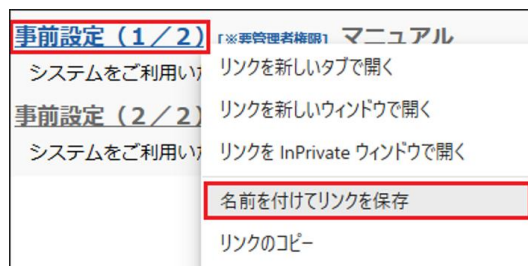 事前設定（１／２） [※要管理者権限] マニュアル
システムをご利用いた
リンクを新しいタブで開く
リンクを新しいウィンドウで開く
事前設定（２／２）
システムをご利用いた
リンクを InPrivate ウィンドウで開く
名前を付けてリンクを保存
リンクのコピー